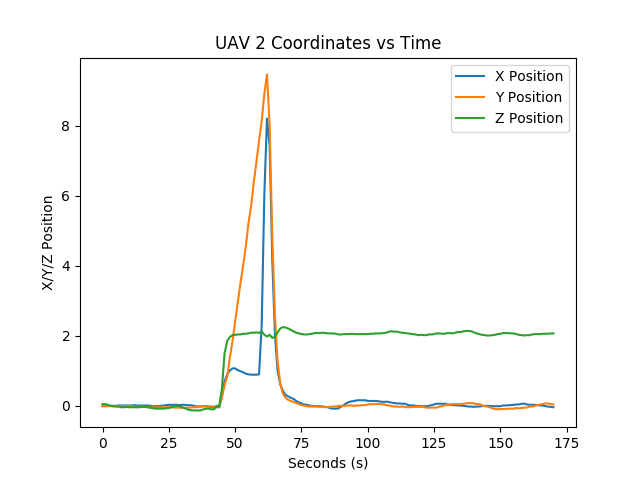 UAV 2 Coordinates vs Time
X Position
Y Position
Z Position
X/Y/Z Position
8
6
4
2
0
0 25 50 75 100 125 150 175
Seconds (s)